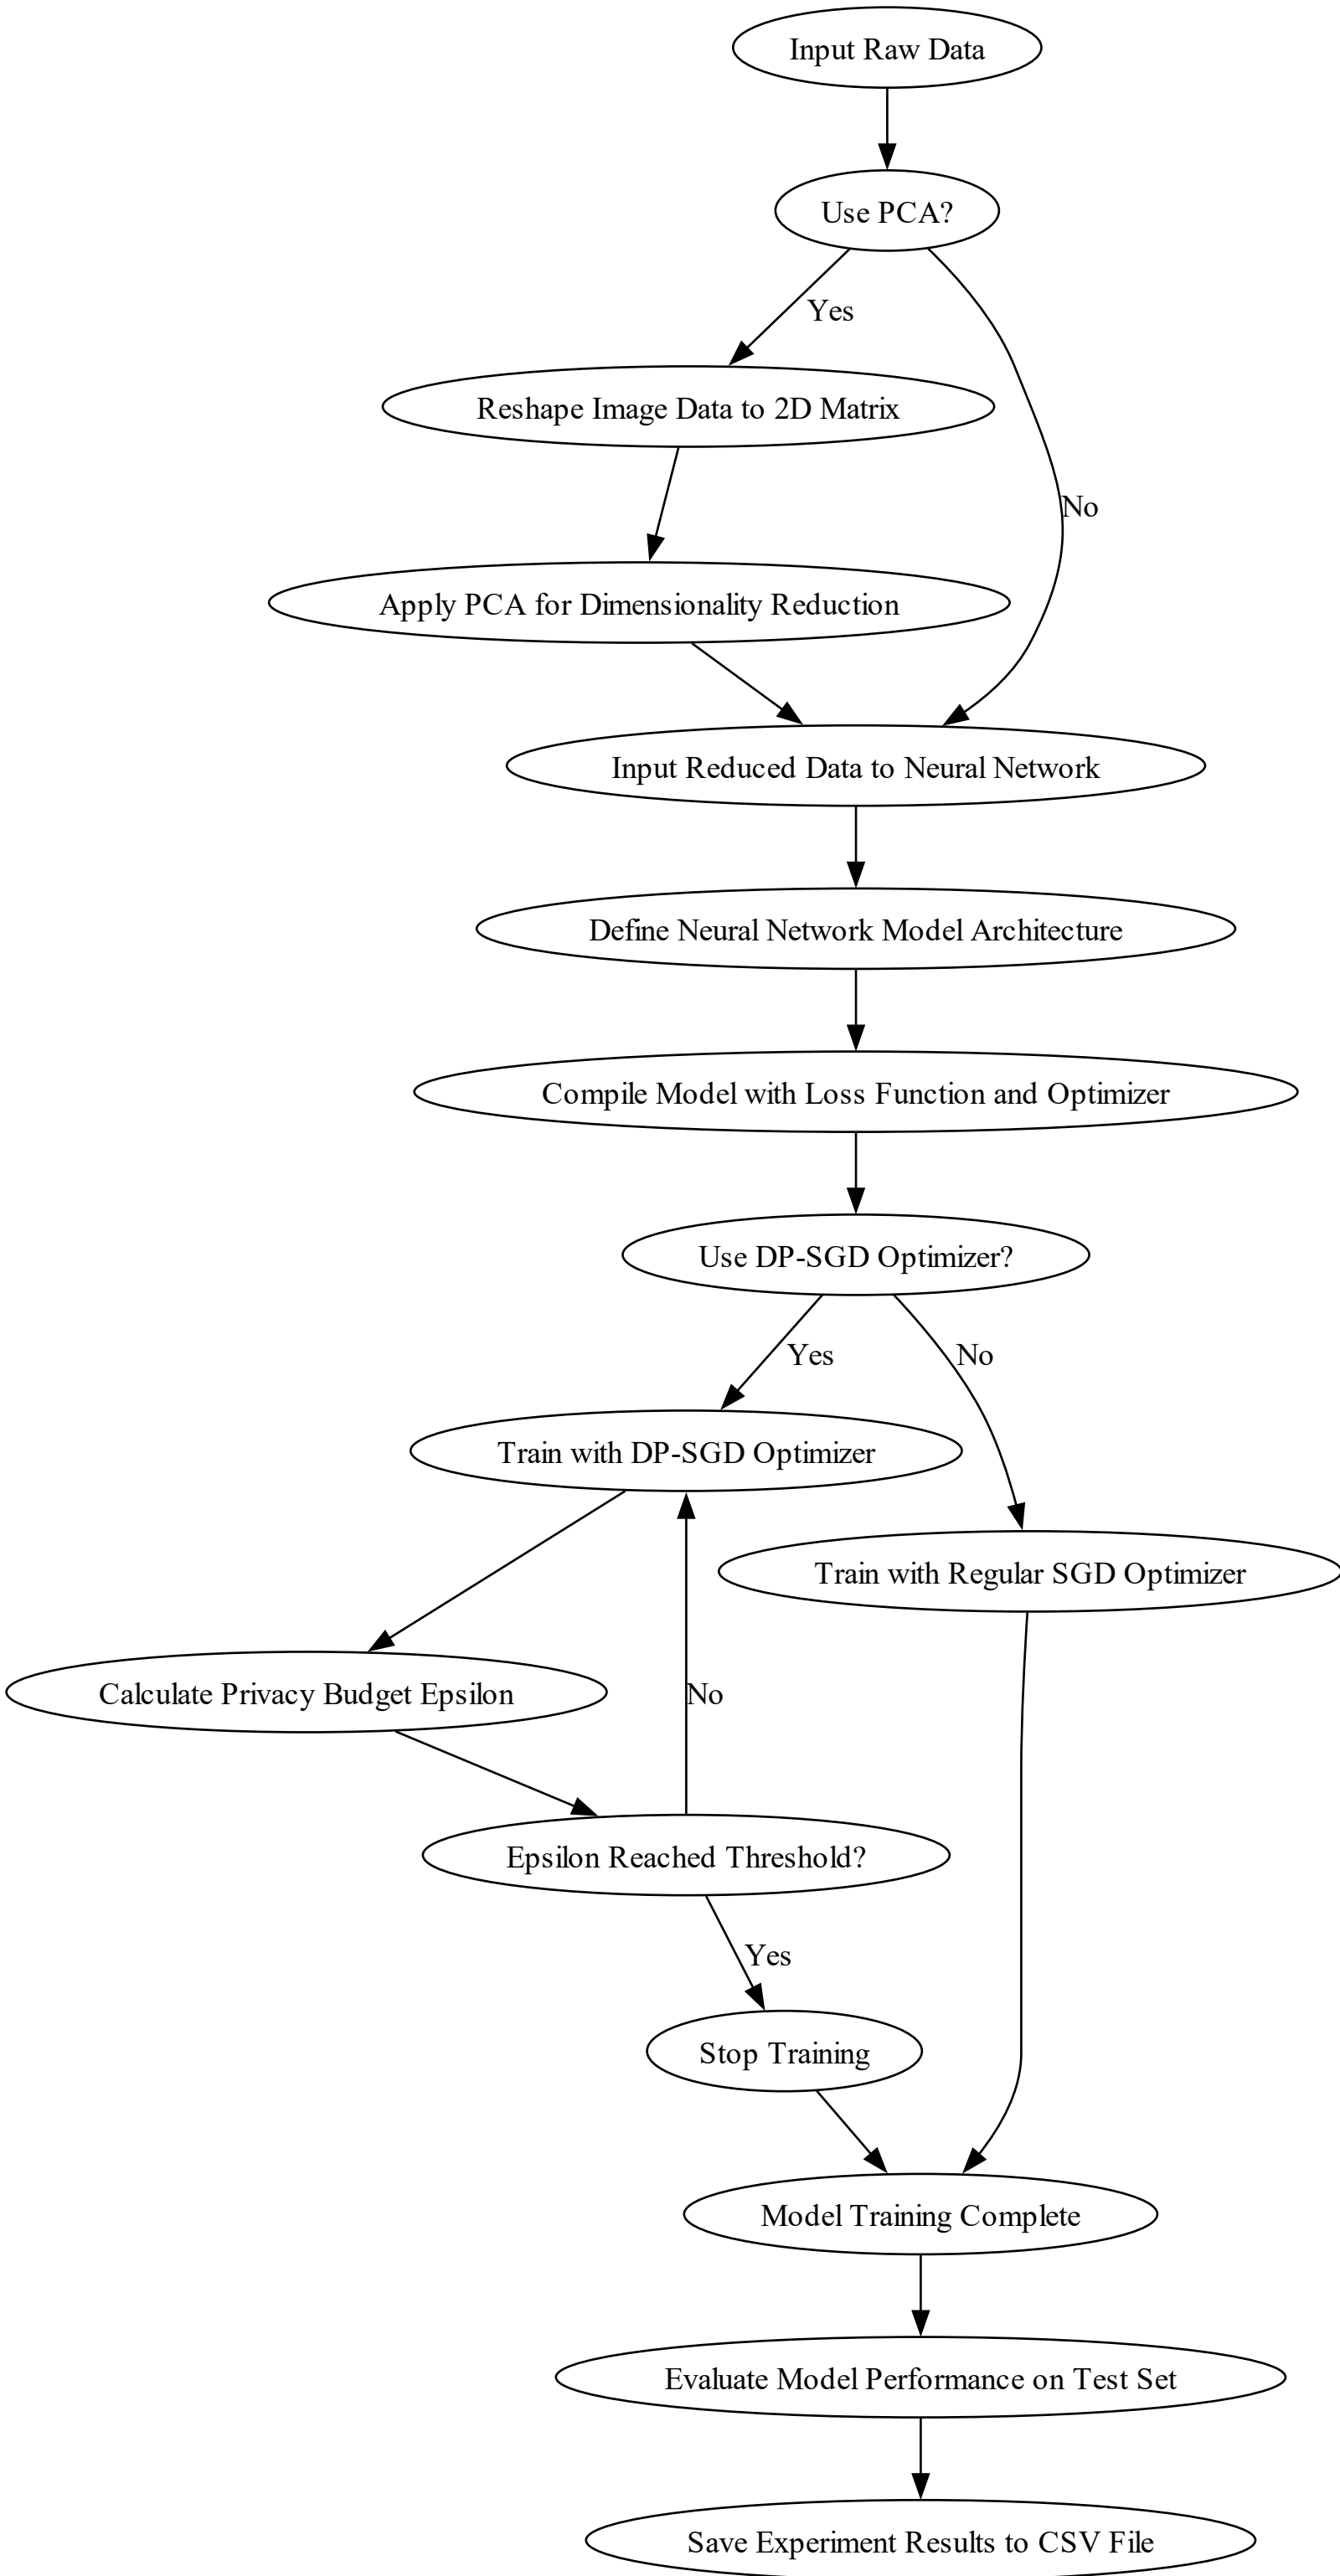 Input Raw Data
Use PCA?
Yes
Reshape Image Data to 2D Matrix
No
Apply PCA for Dimensionality Reduction
Input Reduced Data to Neural Network
Define Neural Network Model Architecture
Compile Model with Loss Function and Optimizer
Use DP-SGD Optimizer?
Yes
No
Train with DP-SGD Optimizer
Train with Regular SGD Optimizer
Calculate Privacy Budget Epsilon
No
Epsilon Reached Threshold?
Yes
Stop Training
Model Training Complete
Evaluate Model Performance on Test Set
Save Experiment Results to CSV File